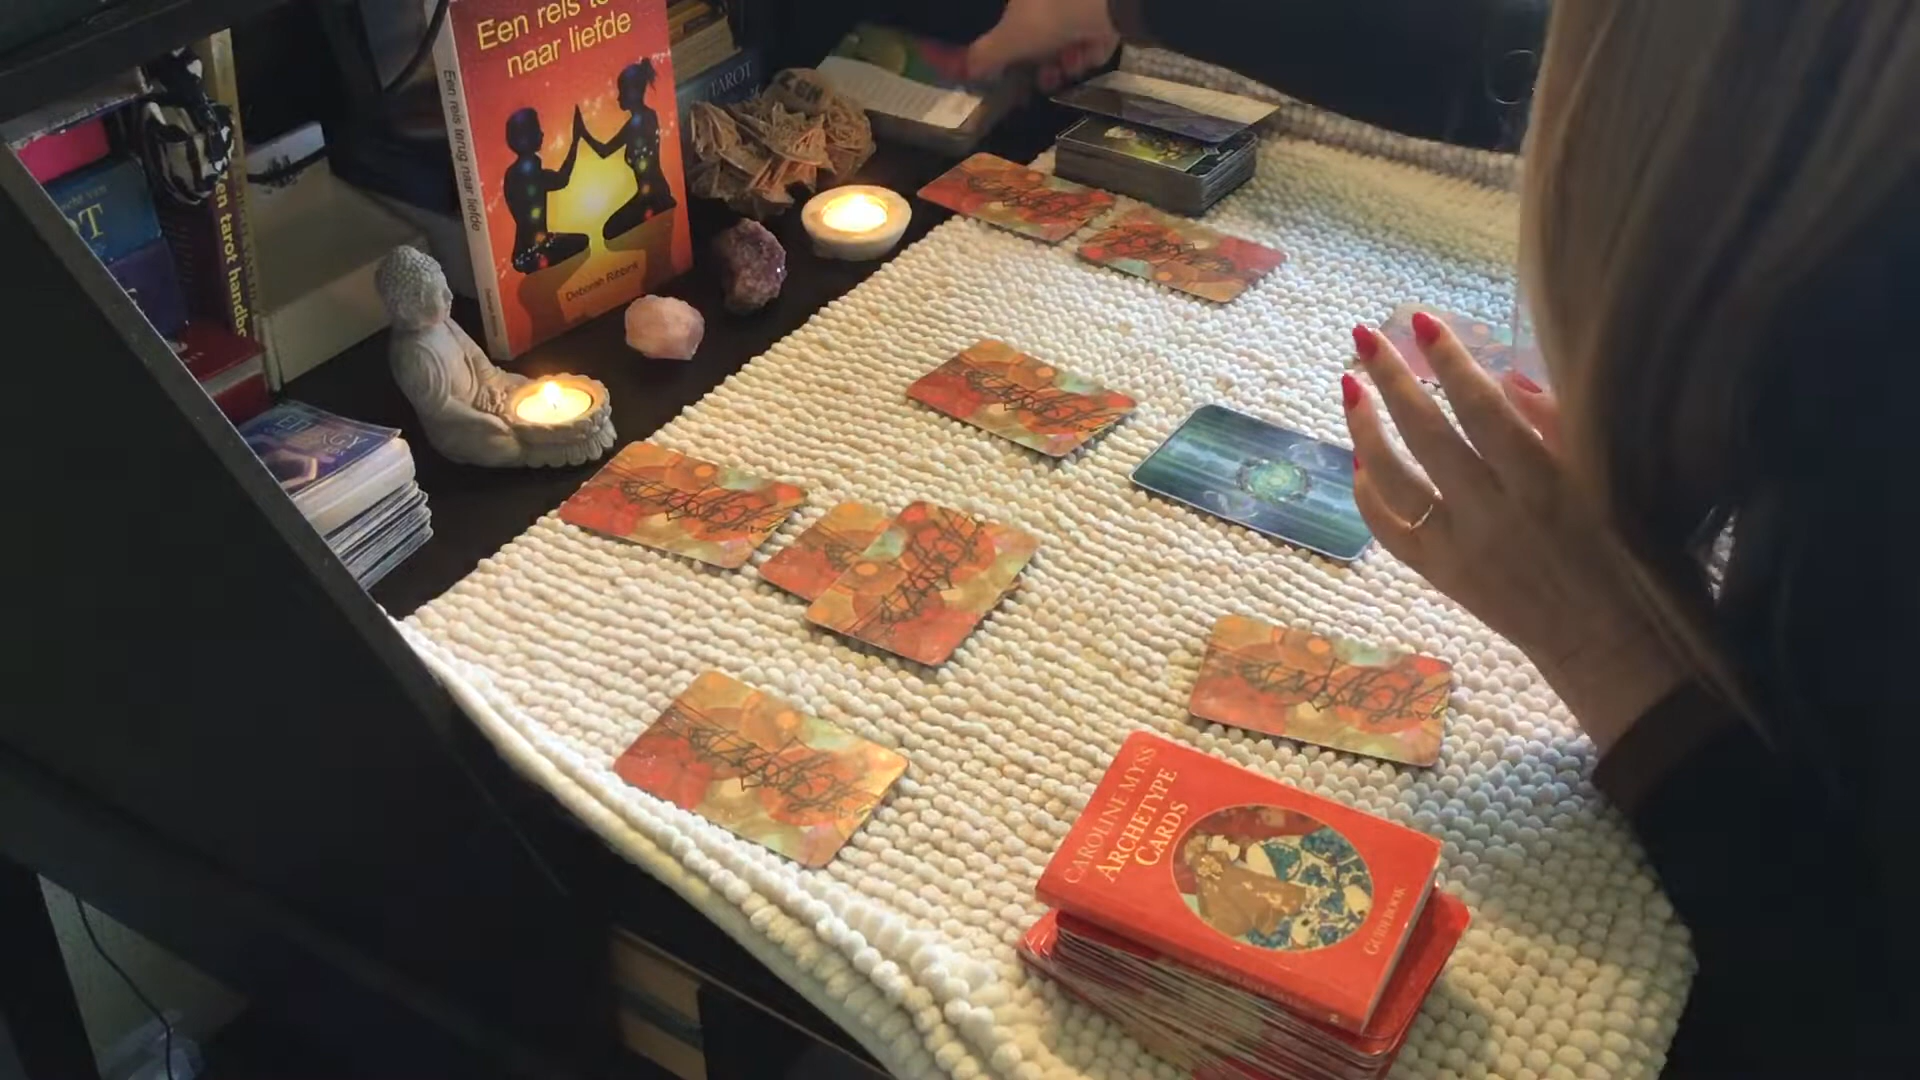 Een reis te
naar liefde
Een reis terug naar liefde
Deborah Ribbink
TAROT
en tarot handbo
CAROLINE MYSS
ARCHETYPE
CARDS
GUIDEBOOK